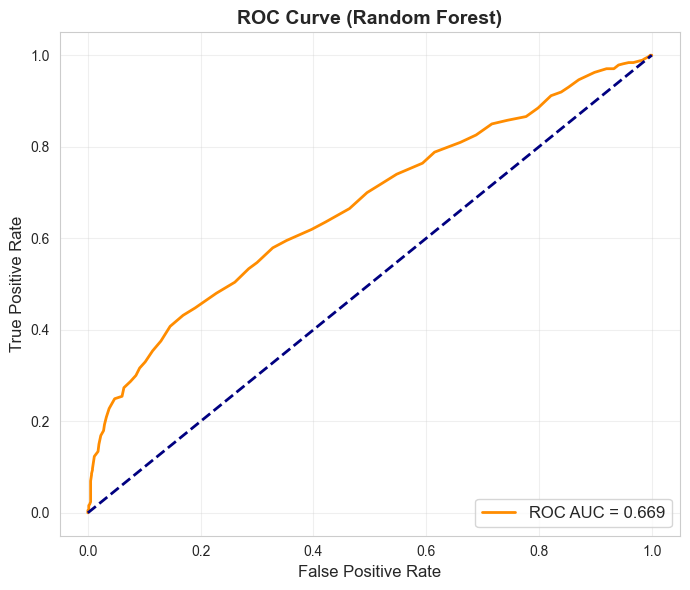 ROC Curve (Random Forest)
True Positive Rate
1.0
0.8
0.6
0.4
0.2
0.0
ROC AUC = 0.669
0.0 0.2 0.4 0.6 0.8 1.0
False Positive Rate